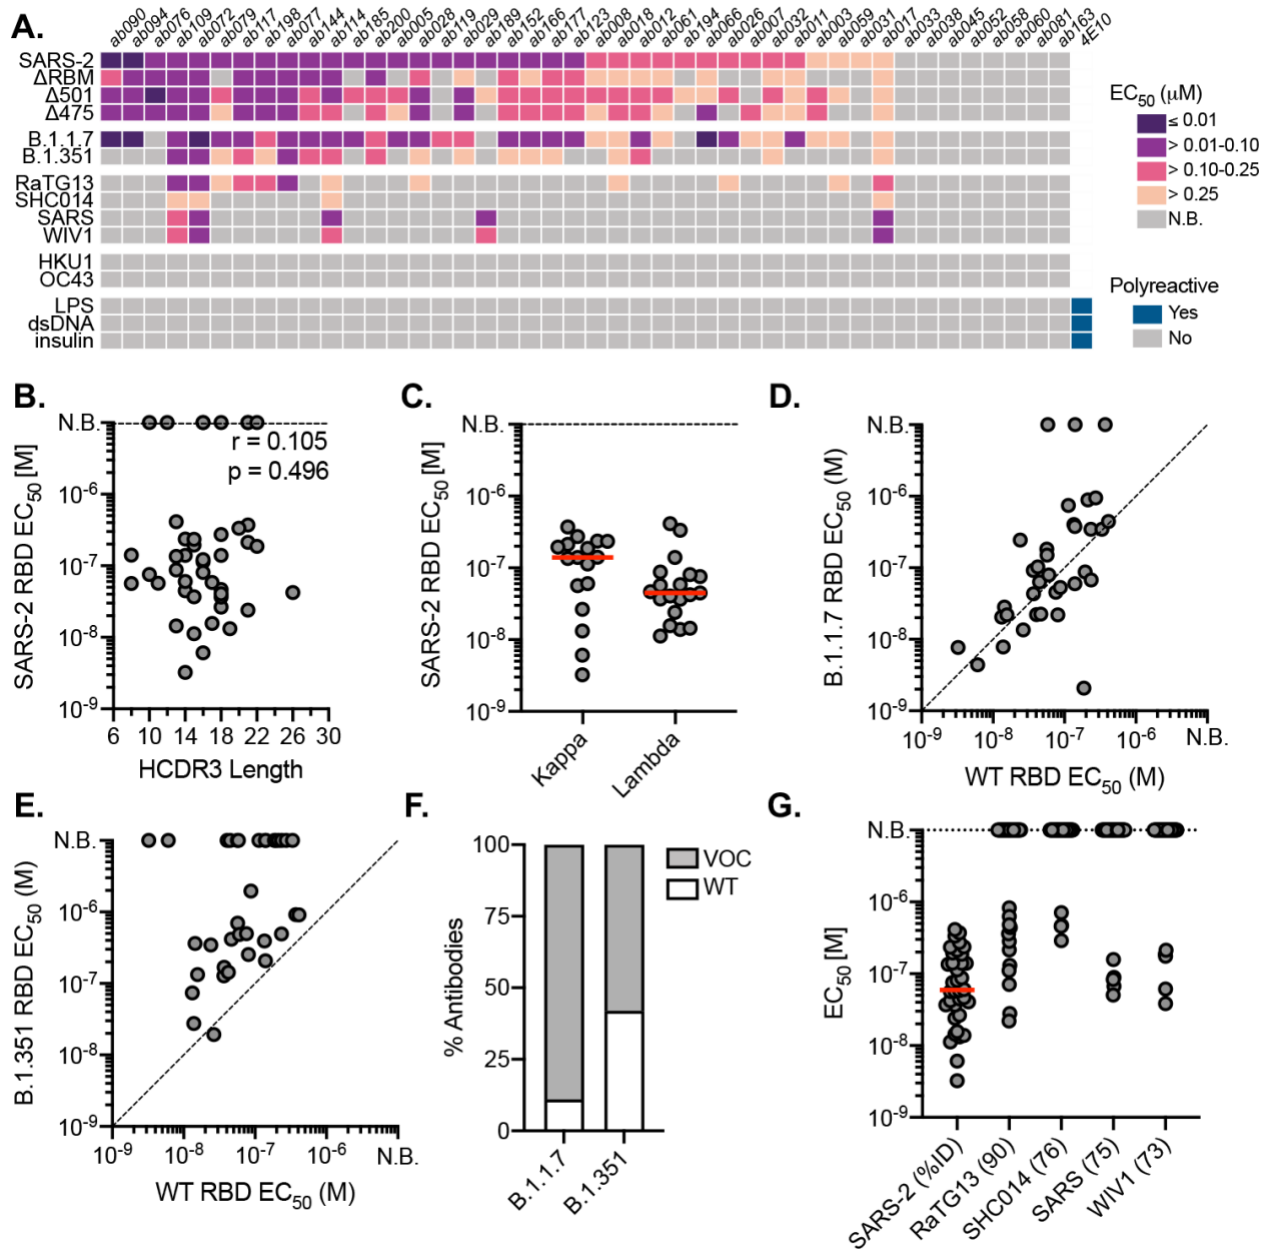 A.
ab090 ab094 ab076 ab109 ab072 ab079 ab117 ab198 ab077 ab144 ab114 ab185 ab200 ab005 ab028 ab119 ab029 ab189 ab152 ab166 ab177 ab123 ab008 ab018 ab012 ab061 ab194 ab066 ab026 ab007 ab032 ab011 ab003 ab059 ab031 ab017 ab033 ab038 ab045 ab052 ab058 ab060 ab081 ab163 4E10
SARS-2
ΔRBM
Δ501
Δ475
B.1.1.7
B.1.351
RaTG13
SHC014
SARS
WIV1
HKU1
OC43
LPS
dsDNA
insulin
EC50 (μM)
≤ 0.01
> 0.01-0.10
> 0.10-0.25
> 0.25
N.B.
Polyreactive
Yes
No
B.
SARS-2 RBD EC50 [M]
N.B.
10-6
10-7
10-8
10-9
r = 0.105
p = 0.496
6 10 14 18 22 26 30
HCDR3 Length
C.
SARS-2 RBD EC50 [M]
N.B.
10-6
10-7
10-8
10-9
Kappa
Lambda
D.
B.1.1.7 RBD EC50 (M)
N.B.
10-6
10-7
10-8
10-9
10-9 10-8 10-7 10-6 N.B.
WT RBD EC50 (M)
E.
B.1.351 RBD EC50 (M)
N.B.
10-6
10-7
10-8
10-9
10-9 10-8 10-7 10-6 N.B.
WT RBD EC50 (M)
F.
% Antibodies
100
75
50
25
0
B.1.1.7
B.1.351
VOC
WT
G.
EC50 [M]
N.B.
10-6
10-7
10-8
10-9
SARS-2 (%ID)
RaTG13 (90)
SHC014 (76)
SARS (75)
WIV1 (73)